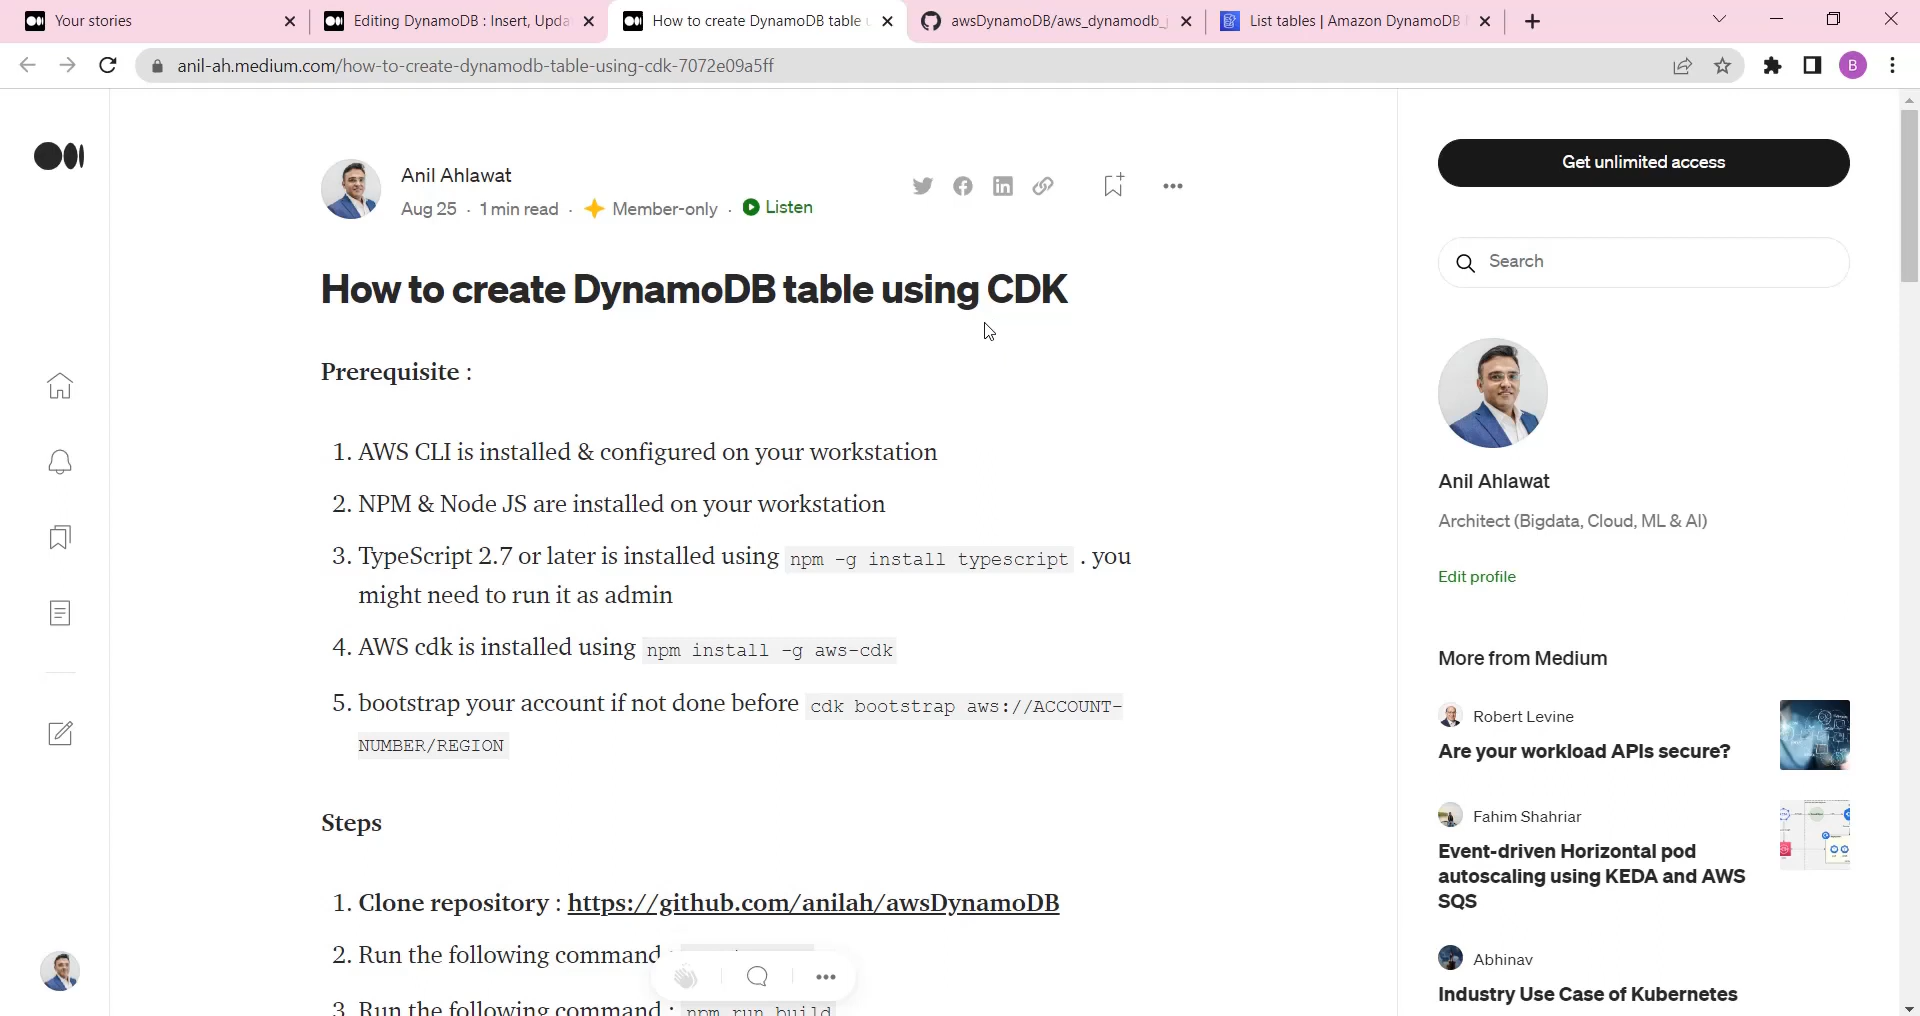 Your stories
Editing DynamoDB : Insert, Upda
How to create DynamoDB table
awsDynamoDB/aws_dynamodb_
List tables | Amazon DynamoDB
anil-ah.medium.com/how-to-create-dynamodb-table-using-cdk-7072e09a5ff
B
Anil Ahlawat
Aug 25 · 1 min read · Member-only · Listen
How to create DynamoDB table using CDK
Prerequisite :
1. AWS CLI is installed & configured on your workstation
2. NPM & Node JS are installed on your workstation
3. TypeScript 2.7 or later is installed using npm -g install typescript . you
might need to run it as admin
4. AWS cdk is installed using npm install -g aws-cdk
5. bootstrap your account if not done before cdk bootstrap aws://ACCOUNT-
NUMBER/REGION
Steps
1. Clone repository : https://github.com/anilah/awsDynamoDB
2. Run the following command :
3. Run the following command : npm run build
Get unlimited access
Search
Anil Ahlawat
Architect (Bigdata, Cloud, ML & AI)
Edit profile
More from Medium
Robert Levine
Are your workload APIs secure?
Fahim Shahriar
Event-driven Horizontal pod
autoscaling using KEDA and AWS
SQS
Abhinav
Industry Use Case of Kubernetes